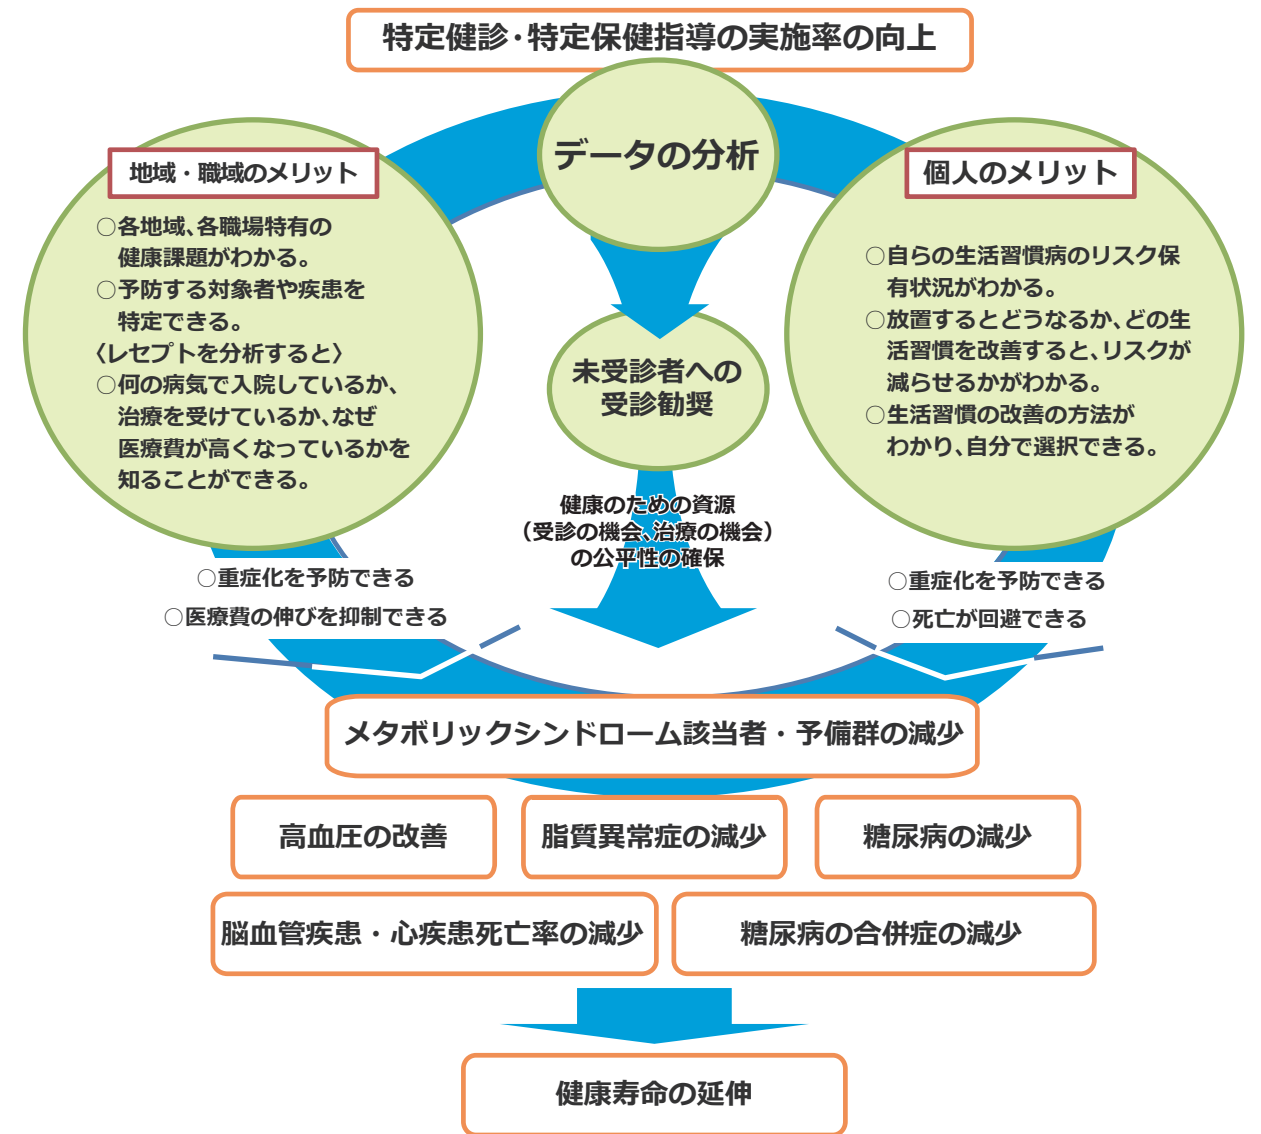 特定健診・特定保健指導の実施率の向上
データの分析
地域・職域のメリット
○各地域、各職場特有の
健康課題がわかる。
○予防する対象者や疾患を
特定できる。
〈レセプトを分析すると〉
○何の病気で入院しているか、
治療を受けているか、なぜ
医療費が高くなっているかを
知ることができる。
○重症化を予防できる
○医療費の伸びを抑制できる
未受診者への
受診勧奨
健康のための資源
（受診の機会、治療の機会）
の公平性の確保
個人のメリット
○自らの生活習慣病のリスク保
有状況がわかる。
○放置するとどうなるか、どの生
活習慣を改善すると、リスクが
減らせるかがわかる。
○生活習慣の改善の方法が
わかり、自分で選択できる。
○重症化を予防できる
○死亡が回避できる
メタボリックシンドローム該当者・予備群の減少
高血圧の改善
脂質異常症の減少
糖尿病の減少
脳血管疾患・心疾患死亡率の減少
糖尿病の合併症の減少
健康寿命の延伸